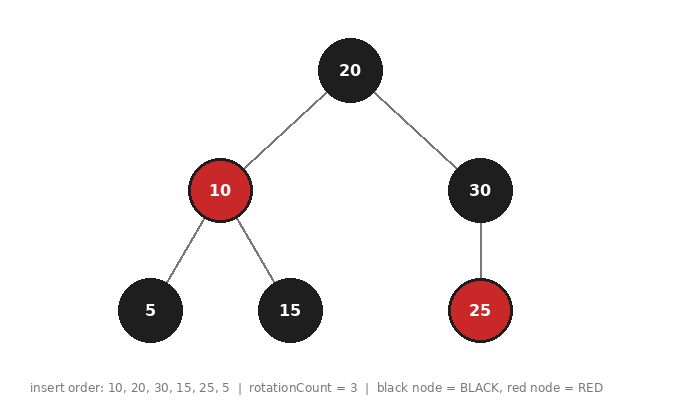 20
10 30
5 15 25
insert order: 10, 20, 30, 15, 25, 5 | rotationCount = 3 | black node = BLACK, red node = RED